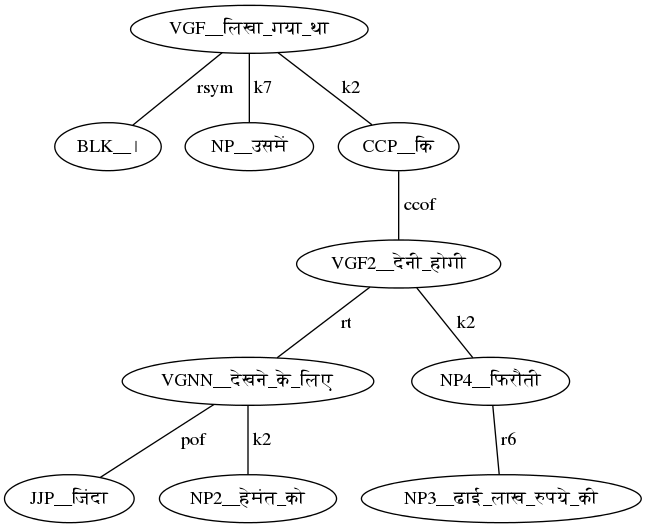 VGF__लिखा_गया_था
rsym k7 k2
BLK__। NP__उसमें CCP__कि
ccof
VGF2__देनी_होगी
rt k2
VGNN__देखने_के_लिए NP4__फिरौती
pof k2 r6
JJP__जिंदा NP2__हेमंत_को NP3__ढाई_लाख_रुपये_की